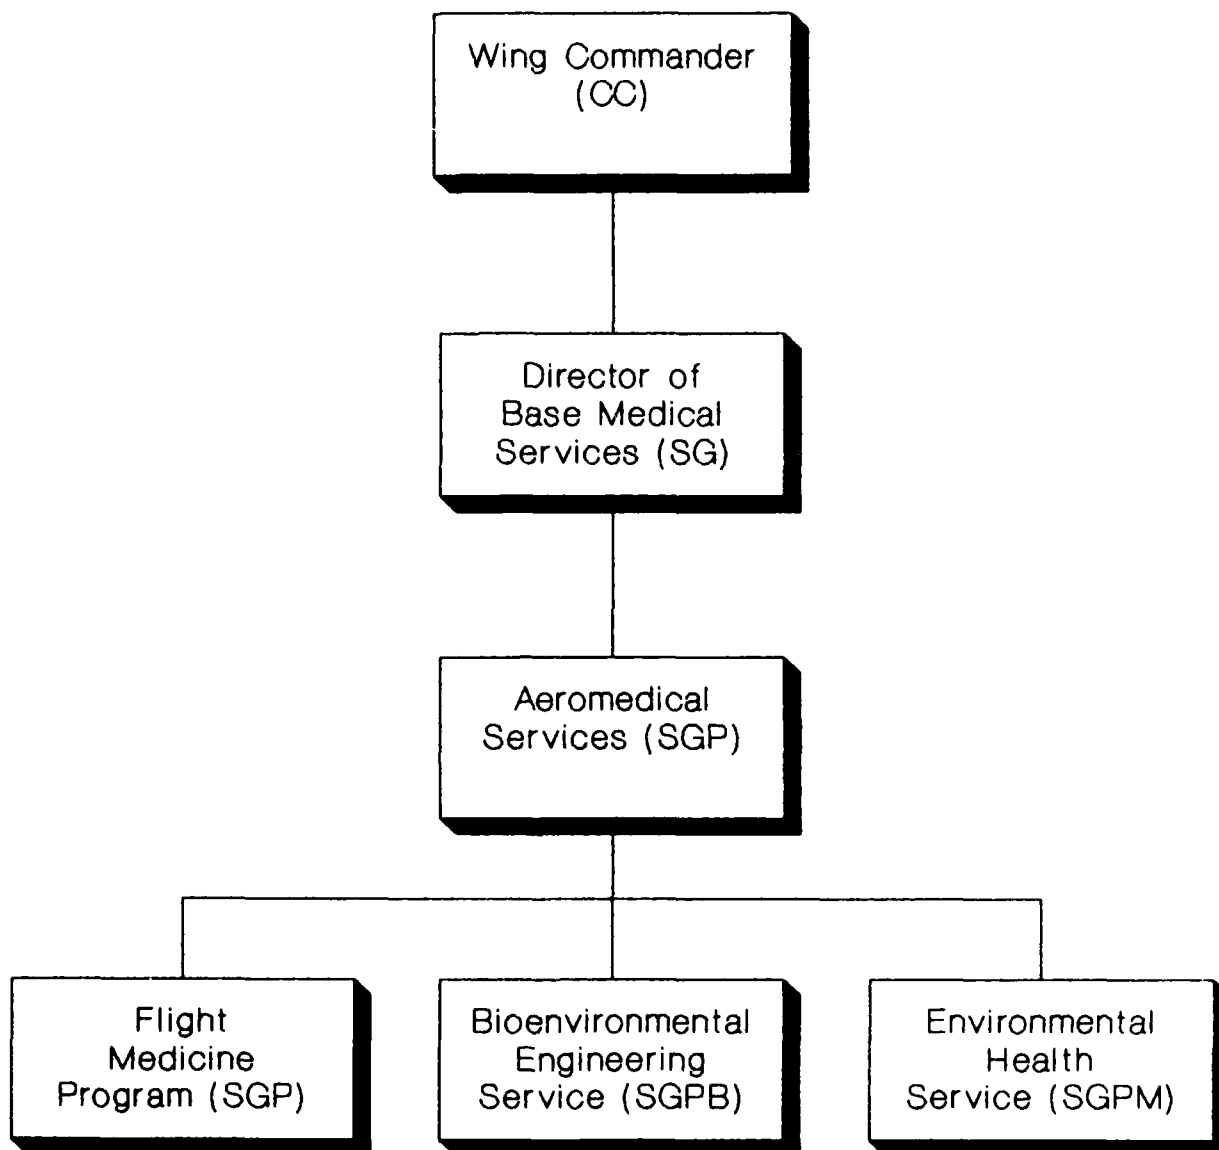 Wing Commander
(CC)
Director of
Base Medical
Services (SG)
Aeromedical
Services (SGP)
Flight
Medicine
Program (SGP)
Bioenvironmental
Engineering
Service (SGPB)
Environmental
Health
Service (SGPM)